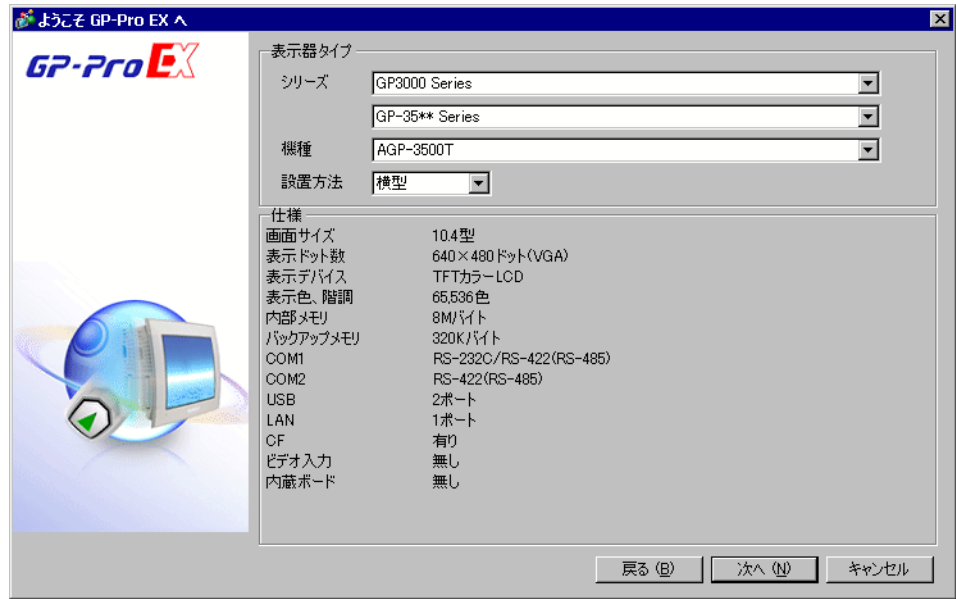 ようこそ GP-Pro EX へ
GP-Pro EX
表示器タイプ
シリーズ GP3000 Series
GP-35** Series
機種 AGP-3500T
設置方法 横型
仕様
画面サイズ 10.4型
表示ドット数 640×480ドット(VGA)
表示デバイス TFTカラーLCD
表示色、階調 65,536色
内部メモリ 8Mバイト
バックアップメモリ 320Kバイト
COM1 RS-232C/RS-422(RS-485)
COM2 RS-422(RS-485)
USB 2ポート
LAN 1ポート
CF 有り
ビデオ入力 無し
内蔵ボード 無し
戻る (B) 次へ (N) キャンセル